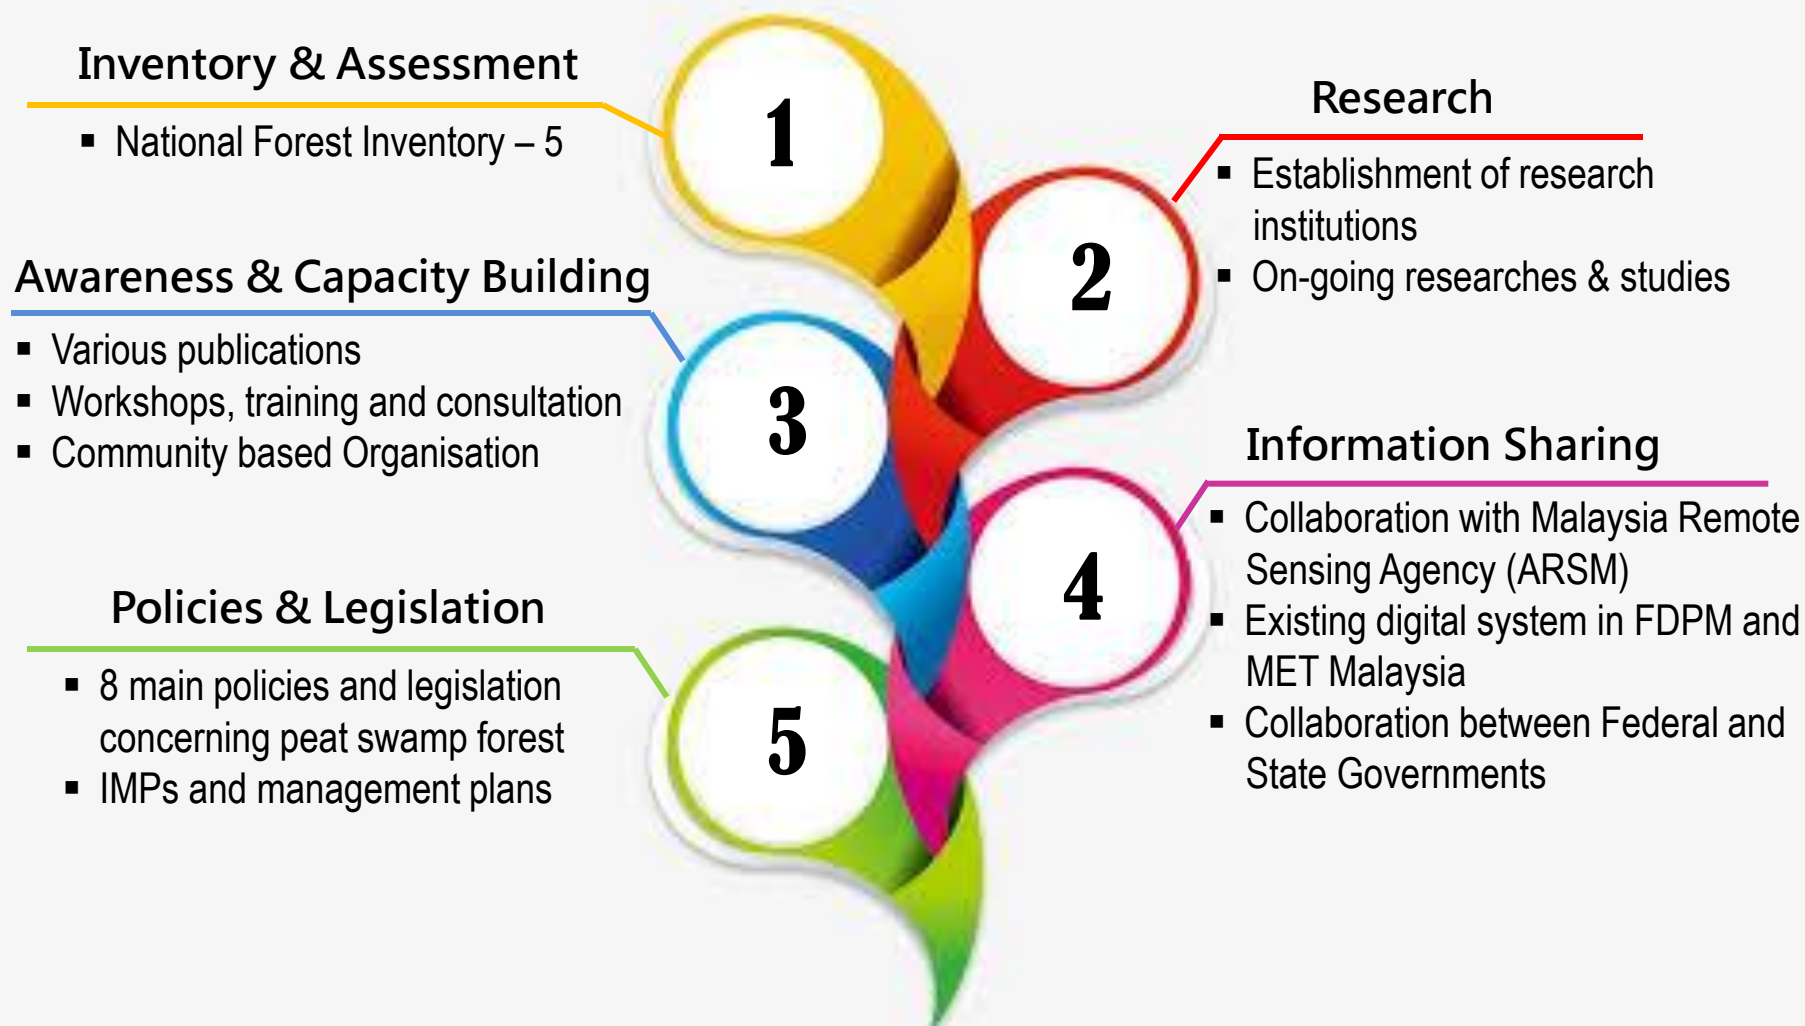 Inventory & Assessment
▪ National Forest Inventory – 5
1
Research
▪ Establishment of research
institutions
▪ On-going researches & studies
2
Awareness & Capacity Building
▪ Various publications
▪ Workshops, training and consultation
▪ Community based Organisation
3
Information Sharing
▪ Collaboration with Malaysia Remote
Sensing Agency (ARSM)
▪ Existing digital system in FDPM and
MET Malaysia
▪ Collaboration between Federal and
State Governments
4
Policies & Legislation
▪ 8 main policies and legislation
concerning peat swamp forest
▪ IMPs and management plans
5